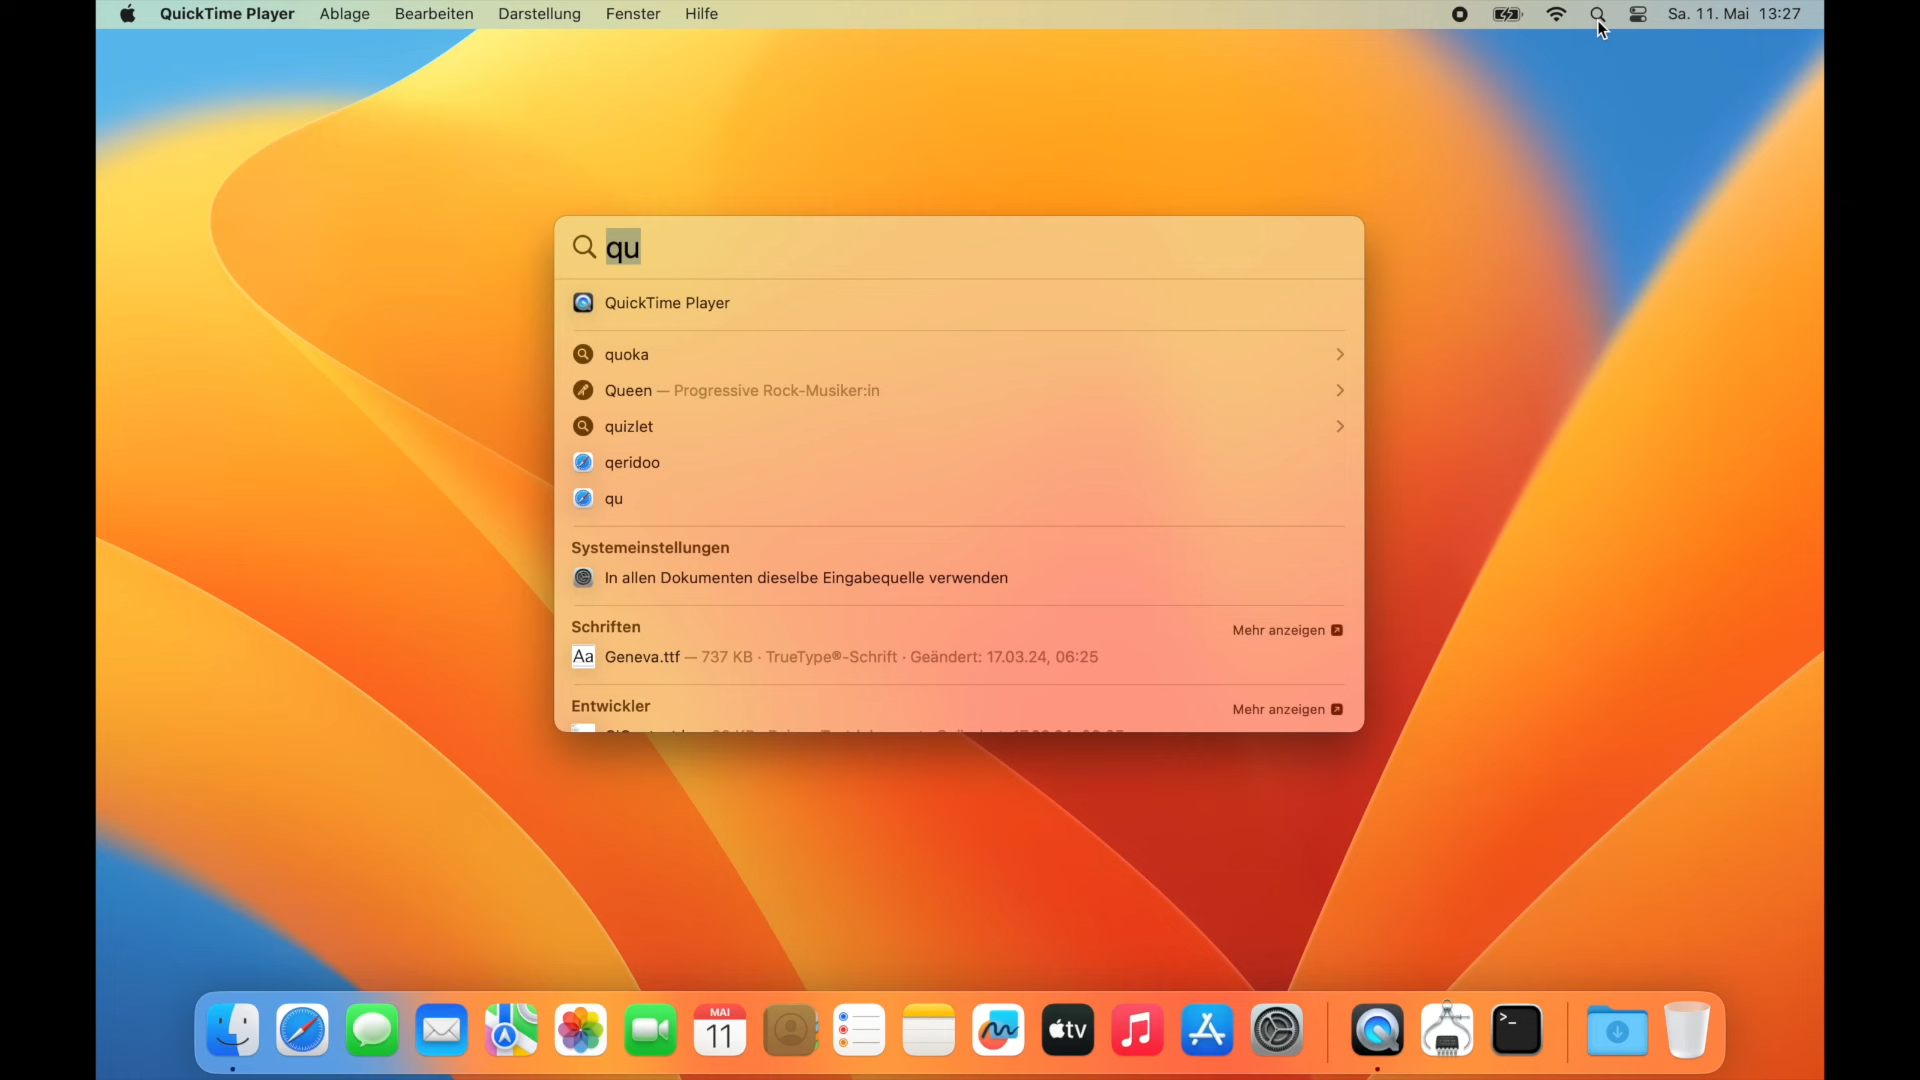 QuickTime Player Ablage Bearbeiten Darstellung Fenster Hilfe Sa. 11. Mai 13:27
qu
QuickTime Player
quoka
Queen — Progressive Rock-Musiker:in
quizlet
qeridoo
qu
Systemeinstellungen
In allen Dokumenten dieselbe Eingabequelle verwenden
Schriften Mehr anzeigen
Aa Geneva.ttf — 737 KB · TrueType®-Schrift · Geändert: 17.03.24, 06:25
Entwickler Mehr anzeigen
MAI
11
tv
>_